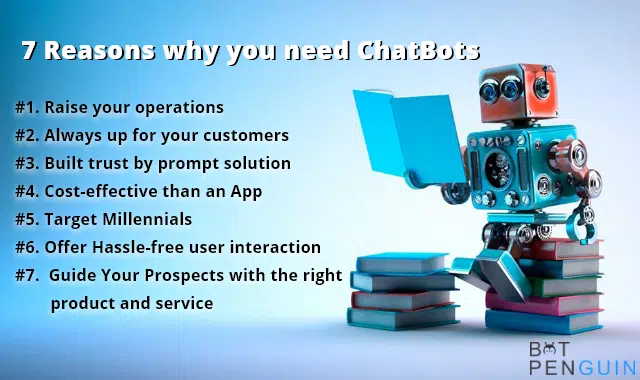 7 Reasons why you need ChatBots
#1. Raise your operations
#2. Always up for your customers
#3. Built trust by prompt solution
#4. Cost-effective than an App
#5. Target Millennials
#6. Offer Hassle-free user interaction
#7. Guide Your Prospects with the right
product and service
BOT
PENGUIN